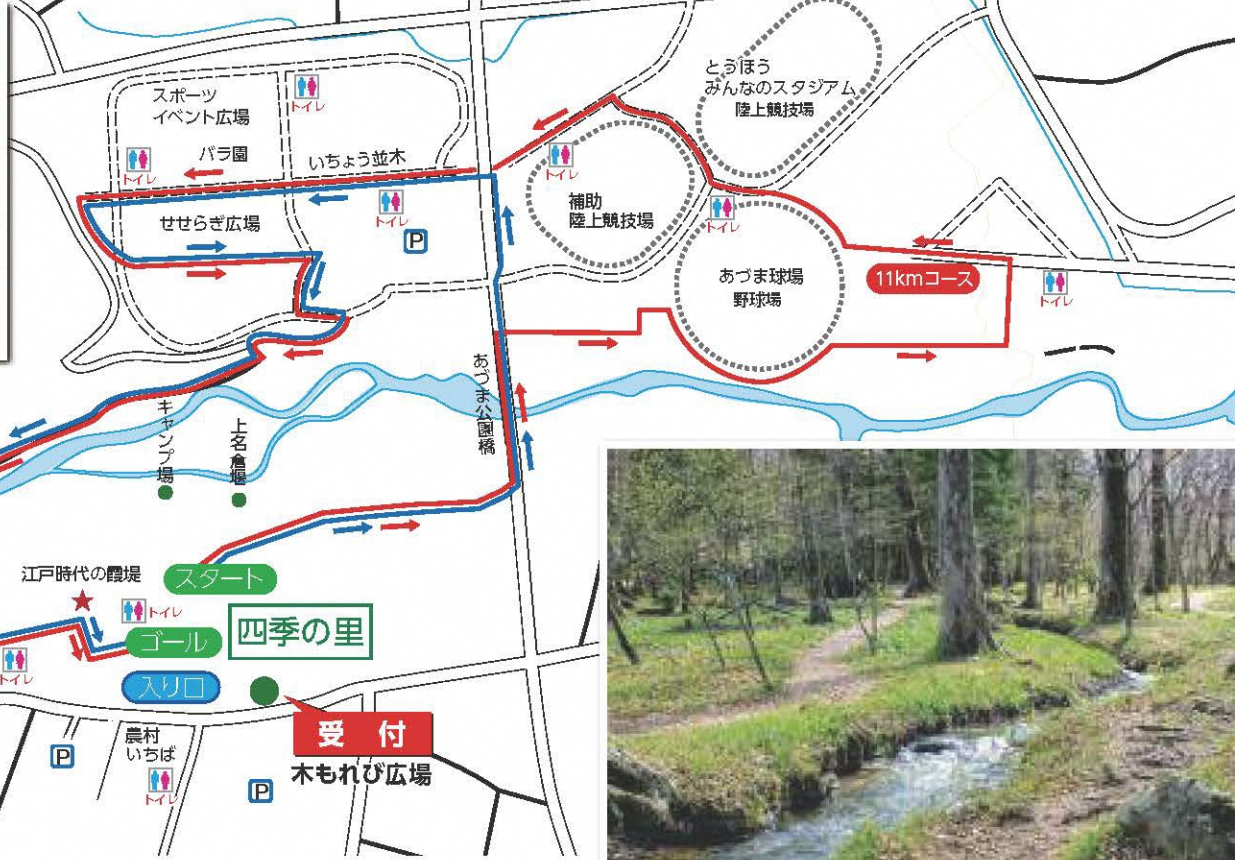 とうほう
みんなのスタジアム
陸上競技場
スポーツ
イベント広場
トイレ
バラ園
いちょう並木
トイレ
トイレ
トイレ
補助
陸上競技場
トイレ
せせらぎ広場
P
あづま球場
野球場
11kmコース
トイレ
あづま公園橋
キャンプ場
上名倉堰
江戸時代の霞堤
スタート
トイレ
ゴール
四季の里
トイレ
入り口
受 付
木もれび広場
農村
いちば
P
トイレ
P